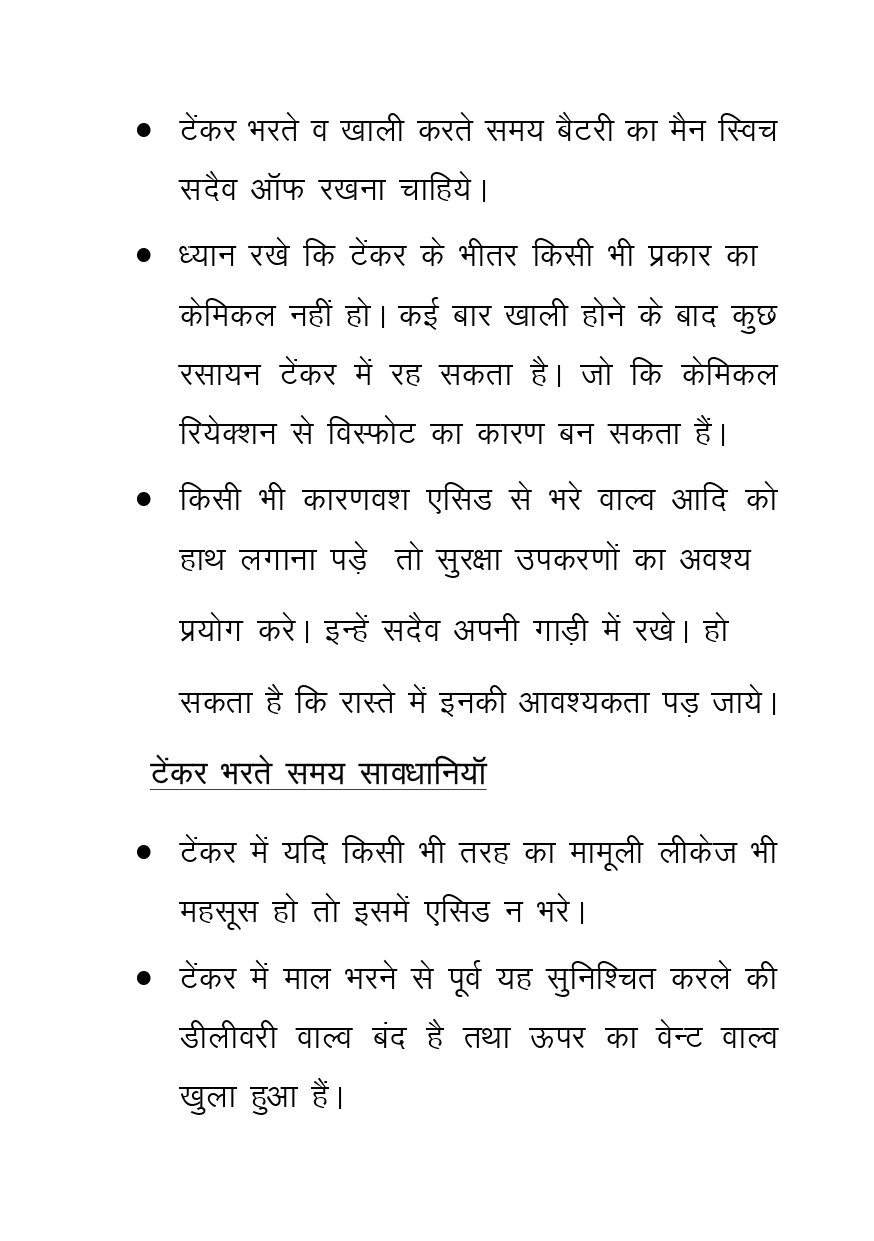 • टेंकर भरते व खाली करते समय बैटरी का मैन स्विच
सदैव ऑफ रखना चाहिये।
• ध्यान रखे कि टेंकर के भीतर किसी भी प्रकार का
केमिकल नहीं हो। कई बार खाली होने के बाद कुछ
रसायन टेंकर में रह सकता है। जो कि केमिकल
रियेक्शन से विस्फोट का कारण बन सकता हैं।
• किसी भी कारणवश एसिड से भरे वाल्व आदि को
हाथ लगाना पड़े तो सुरक्षा उपकरणों का अवश्य
प्रयोग करे। इन्हें सदैव अपनी गाड़ी में रखे। हो
सकता है कि रास्ते में इनकी आवश्यकता पड़ जाये।
टेंकर भरते समय सावधानियॉ
• टेंकर में यदि किसी भी तरह का मामूली लीकेज भी
महसूस हो तो इसमें एसिड न भरे।
• टेंकर में माल भरने से पूर्व यह सुनिश्चित करले की
डीलीवरी वाल्व बंद है तथा ऊपर का वेन्ट वाल्व
खुला हुआ हैं।